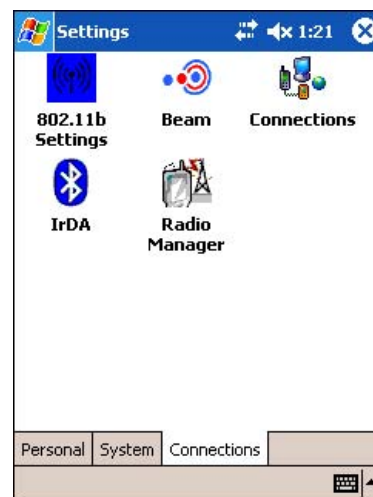 Settings 1:21
802.11b Settings
Beam
Connections
IrDA
Radio Manager
Personal System Connections